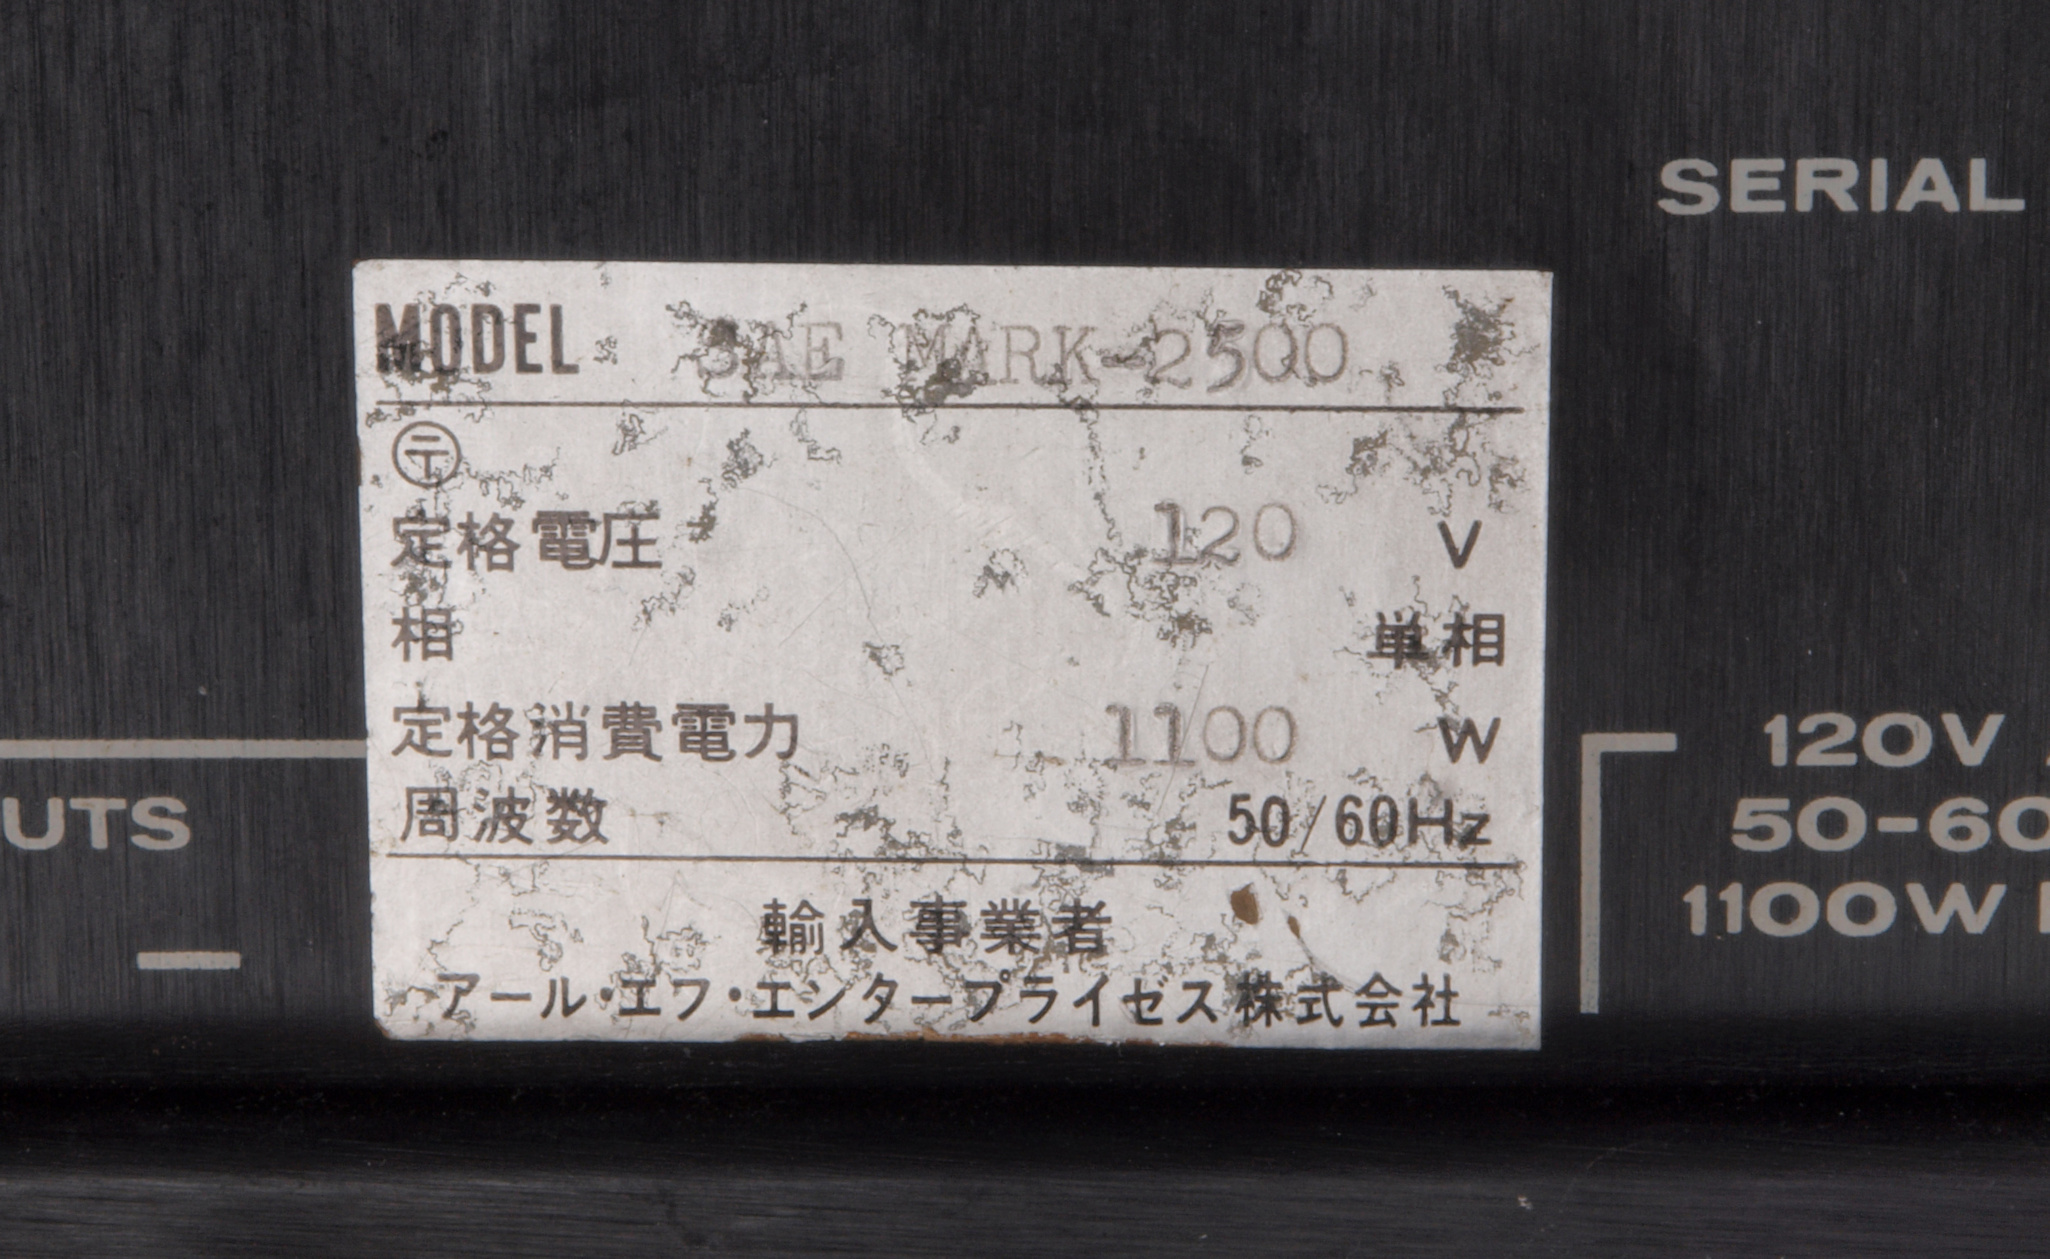 SERIAL
MODEL SAE MARK-2500
〒
定格電圧 120 V
相 単相
定格消費電力 1100 W
周波数 50/60Hz
輸入事業者
アール・エフ・エンタープライゼス株式会社
UTS
120V
50-60
1100W